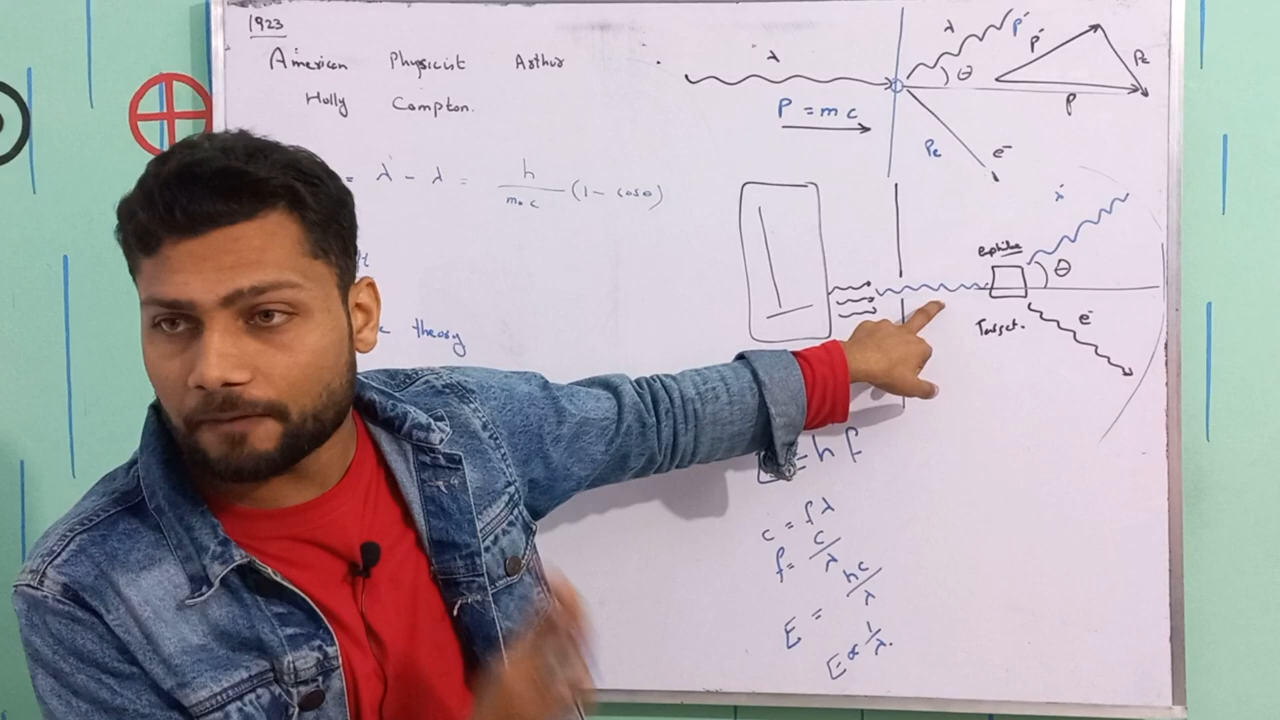 1923
American Physicist Arthur
Holly Compton.
= λ' - λ = h / m₀c (1 - cosθ)
theory
λ
P = mc
λ
P'
θ
Pe
e⁻
P'
Pe
P
λ'
θ
Target.
e⁻
= hf
c = fλ
f = c/λ
E = hc/λ
E ∝ 1/λ.